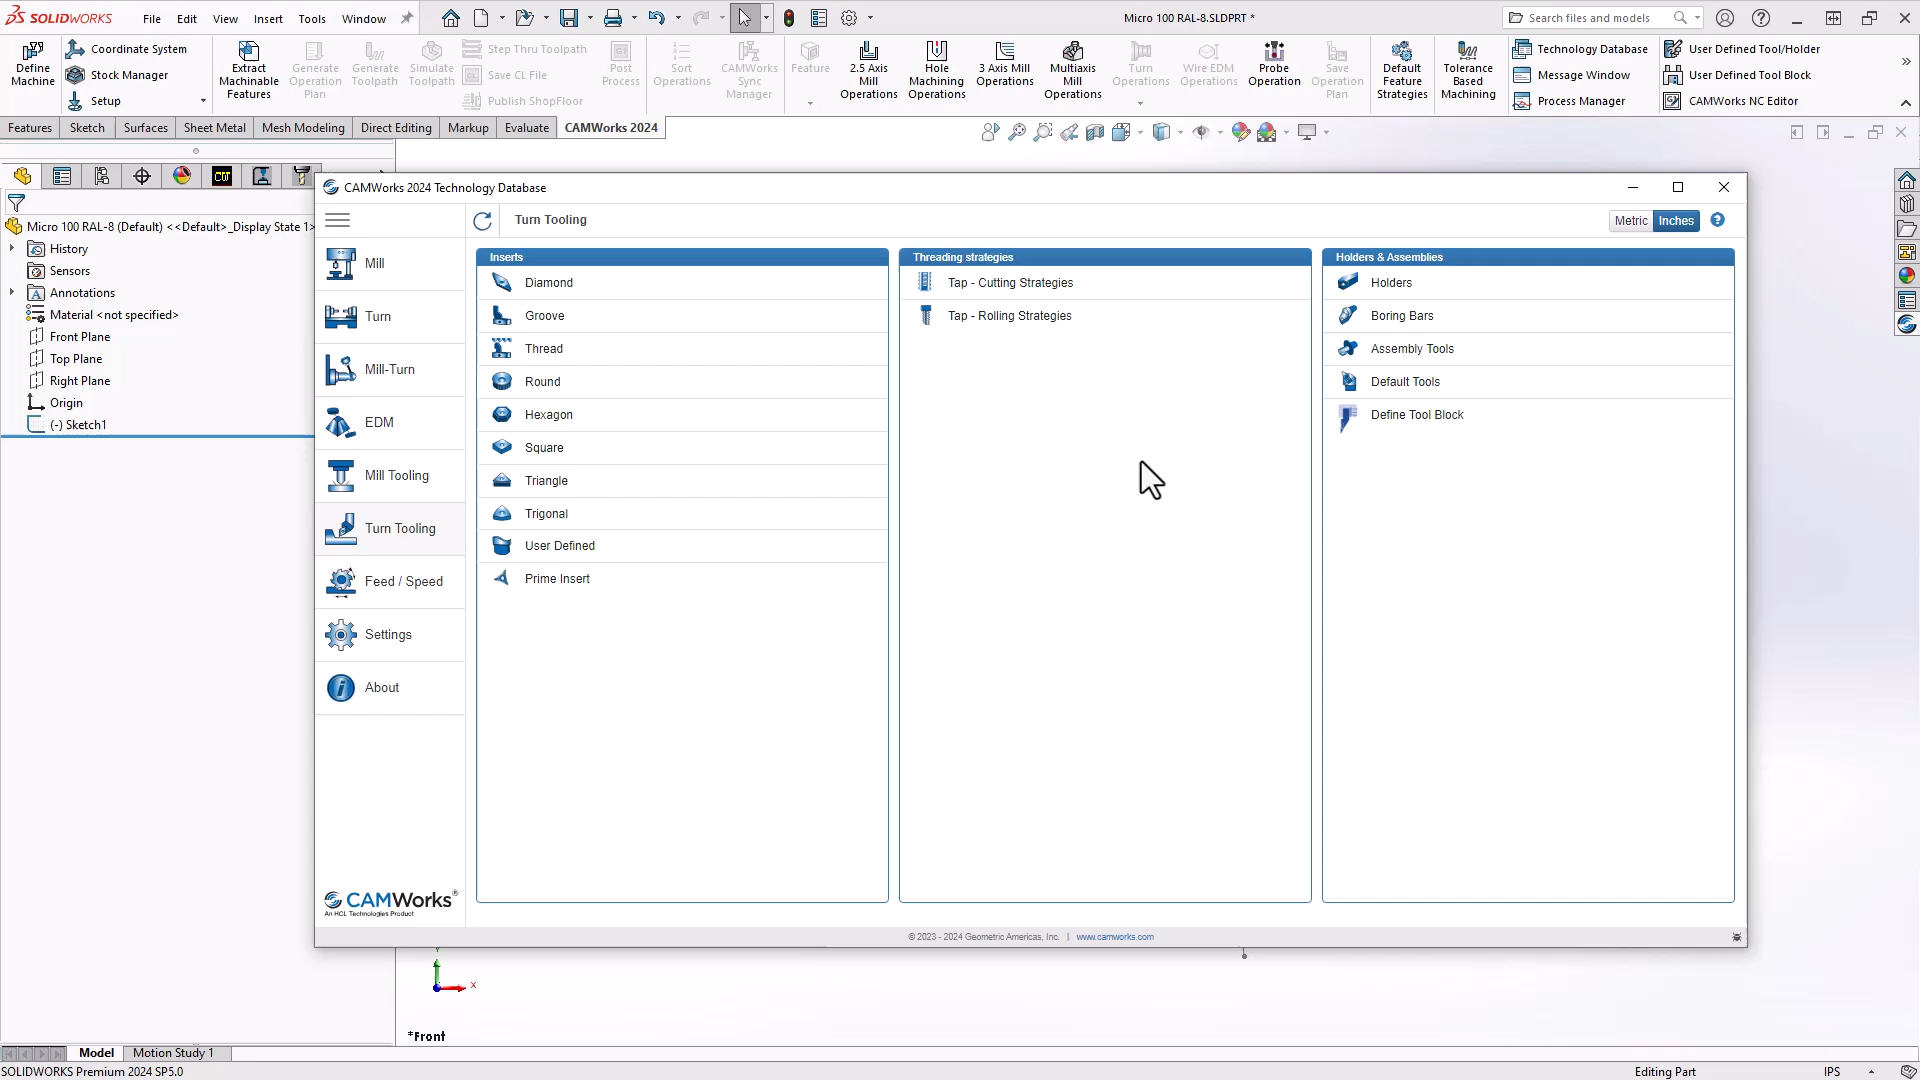 SOLIDWORKS
File
Edit
View
Insert
Tools
Window
Micro 100 RAL-8.SLDPRT *
Search files and models
Define
Machine
Coordinate System
Stock Manager
Setup
Extract
Machinable
Features
Generate
Operation
Plan
Generate
Toolpath
Simulate
Toolpath
Step Thru Toolpath
Save CL File
Publish ShopFloor
Post
Process
Sort
Operations
CAMWorks
Sync
Manager
Feature
2.5 Axis
Mill
Operations
Hole
Machining
Operations
3 Axis Mill
Operations
Multiaxis
Mill
Operations
Turn
Operations
Wire EDM
Operations
Probe
Operation
Save
Operation
Plan
Default
Feature
Strategies
Tolerance
Based
Machining
Technology Database
Message Window
Process Manager
User Defined Tool/Holder
User Defined Tool Block
CAMWorks NC Editor
Features
Sketch
Surfaces
Sheet Metal
Mesh Modeling
Direct Editing
Markup
Evaluate
CAMWorks 2024
Micro 100 RAL-8 (Default) <<Default>_Display State 1>
History
Sensors
Annotations
Material <not specified>
Front Plane
Top Plane
Right Plane
Origin
(-) Sketch1
CAMWorks 2024 Technology Database
Turn Tooling
Metric
Inches
Mill
Turn
Mill-Turn
EDM
Mill Tooling
Turn Tooling
Feed / Speed
Settings
About
Inserts
Diamond
Groove
Thread
Round
Hexagon
Square
Triangle
Trigonal
User Defined
Prime Insert
Threading strategies
Tap - Cutting Strategies
Tap - Rolling Strategies
Holders & Assemblies
Holders
Boring Bars
Assembly Tools
Default Tools
Define Tool Block
CAMWorks®
An HCL Technologies Product
© 2023 - 2024 Geometric Americas, Inc. | www.camworks.com
Y
X
*Front
Model
Motion Study 1
SOLIDWORKS Premium 2024 SP5.0
Editing Part
IPS